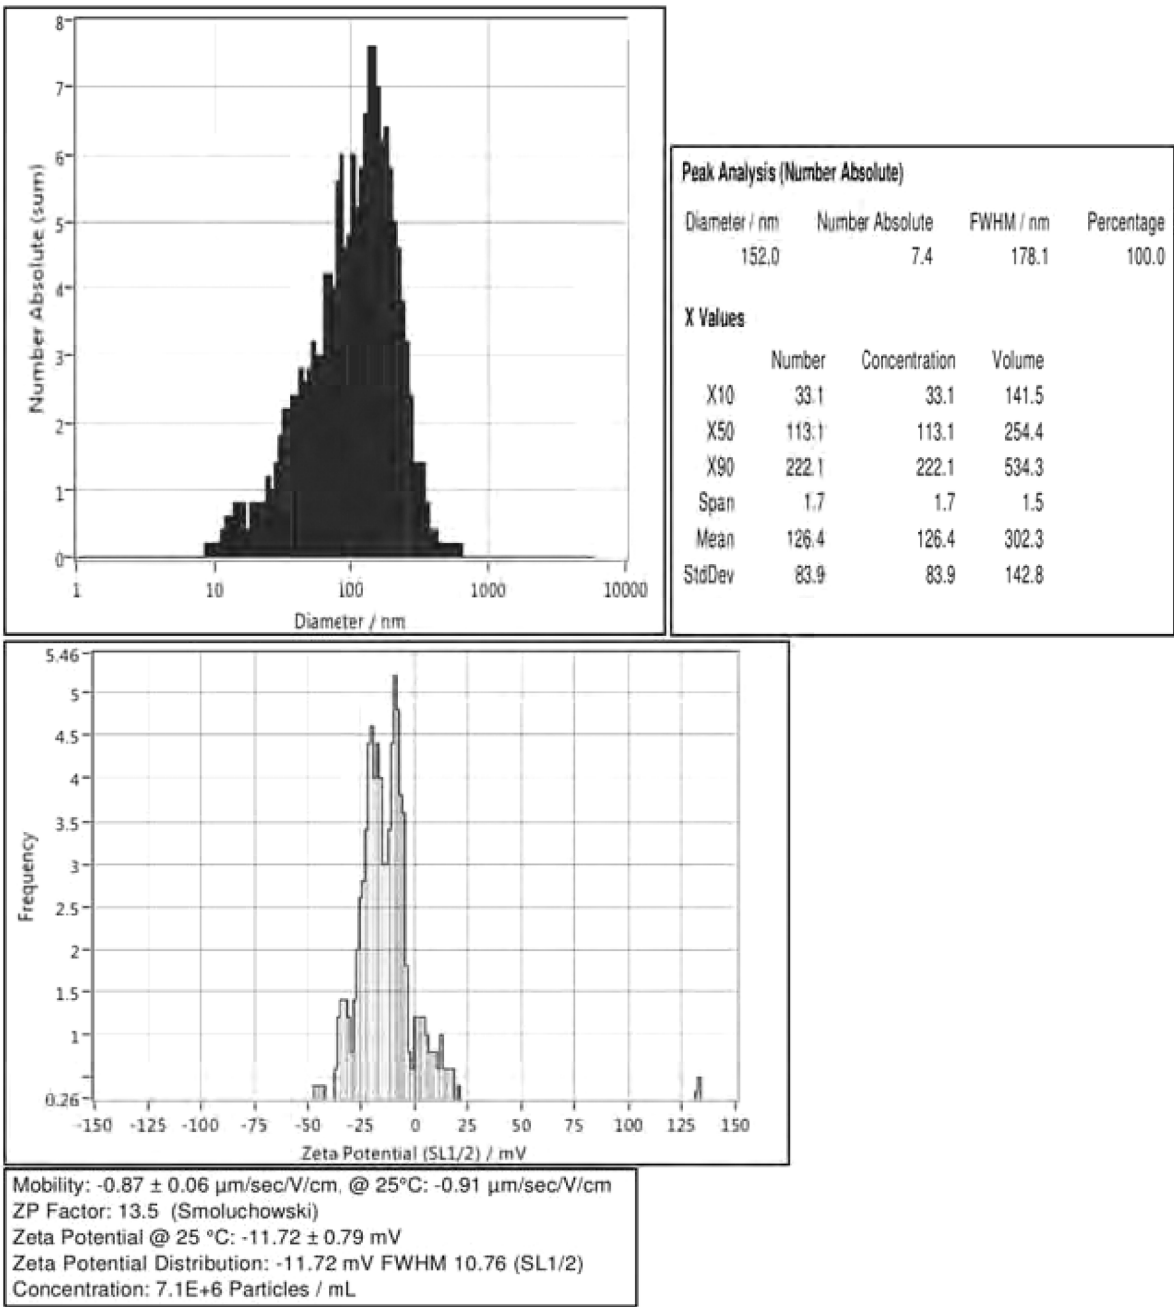 8
7
6
5
4
3
2
1
0
Number Absolute (sum)
1 10 100 1000 10000
Diameter / nm
Peak Analysis (Number Absolute)
Diameter / nm Number Absolute FWHM / nm Percentage
152.0 7.4 178.1 100.0
X Values
Number Concentration Volume
X10 33.1 33.1 141.5
X50 113.1 113.1 254.4
X90 222.1 222.1 534.3
Span 1.7 1.7 1.5
Mean 126.4 126.4 302.3
StdDev 83.9 83.9 142.8
5.46
5
4.5
4
3.5
3
2.5
2
1.5
1
0.26
Frequency
-150 -125 -100 -75 -50 -25 0 25 50 75 100 125 150
Zeta Potential (SL1/2) / mV
Mobility: -0.87 ± 0.06 µm/sec/V/cm, @ 25°C: -0.91 µm/sec/V/cm
ZP Factor: 13.5 (Smoluchowski)
Zeta Potential @ 25 °C: -11.72 ± 0.79 mV
Zeta Potential Distribution: -11.72 mV FWHM 10.76 (SL1/2)
Concentration: 7.1E+6 Particles / mL